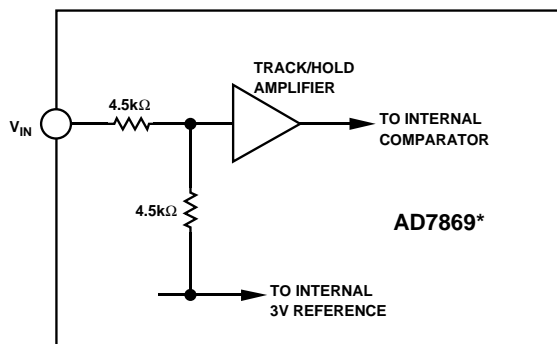 TRACK/HOLD
AMPLIFIER
4.5kΩ
V_IN
TO INTERNAL
COMPARATOR
4.5kΩ
AD7869*
TO INTERNAL
3V REFERENCE